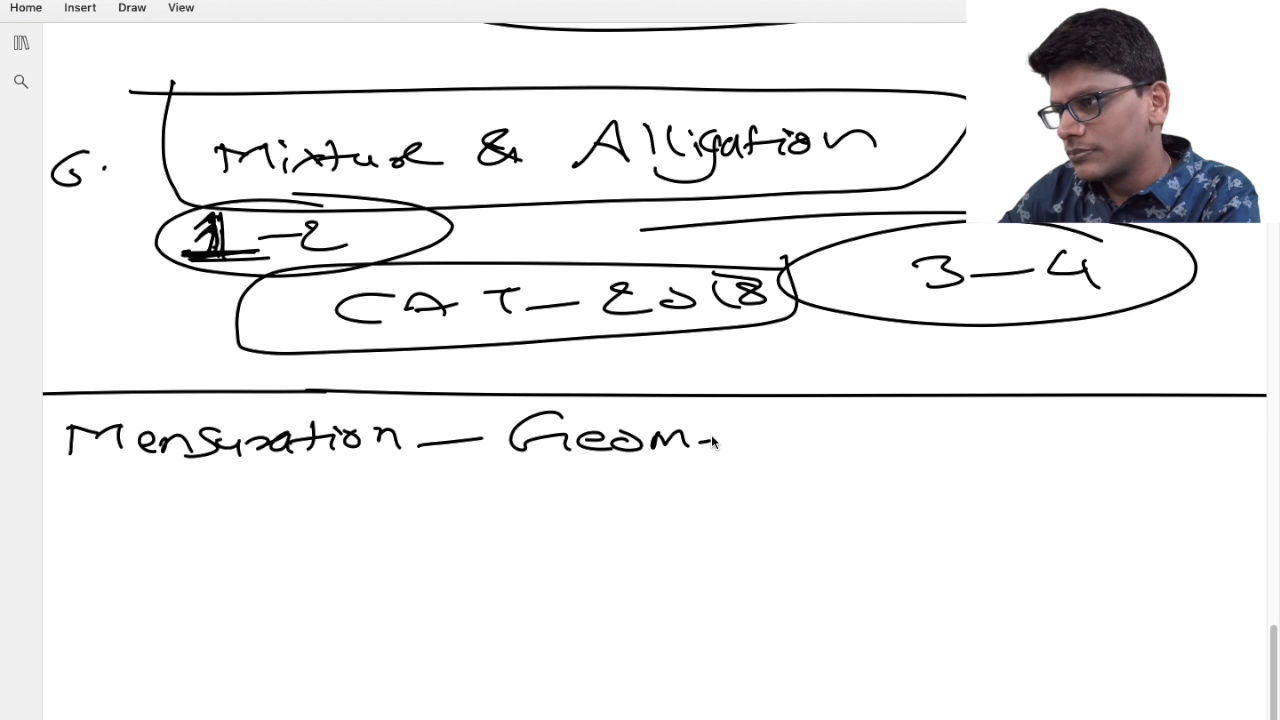 Home Insert Draw View
6. Mixture & Alligation
1-2
3-4
CAT-2018
Mensuration - Geom-